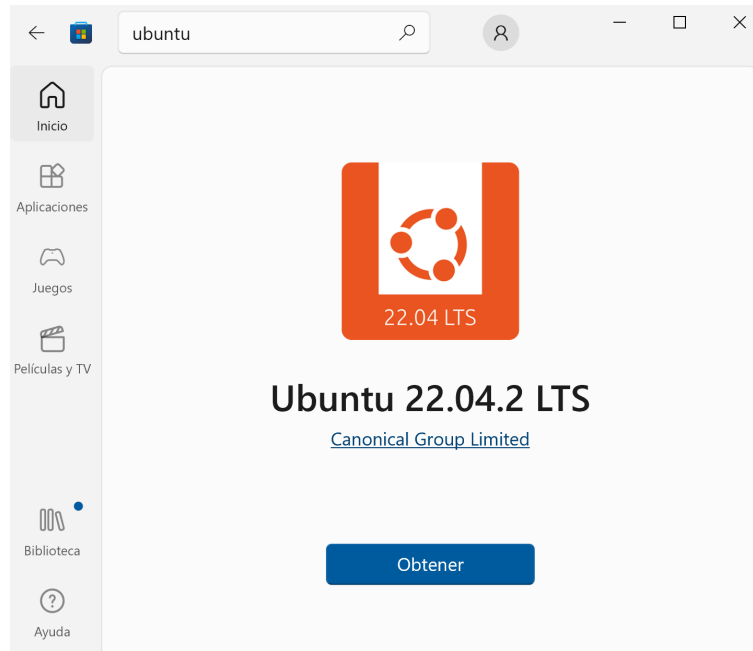 ubuntu
Inicio
Aplicaciones
Juegos
Películas y TV
Biblioteca
Ayuda
22.04 LTS
Ubuntu 22.04.2 LTS
Canonical Group Limited
Obtener